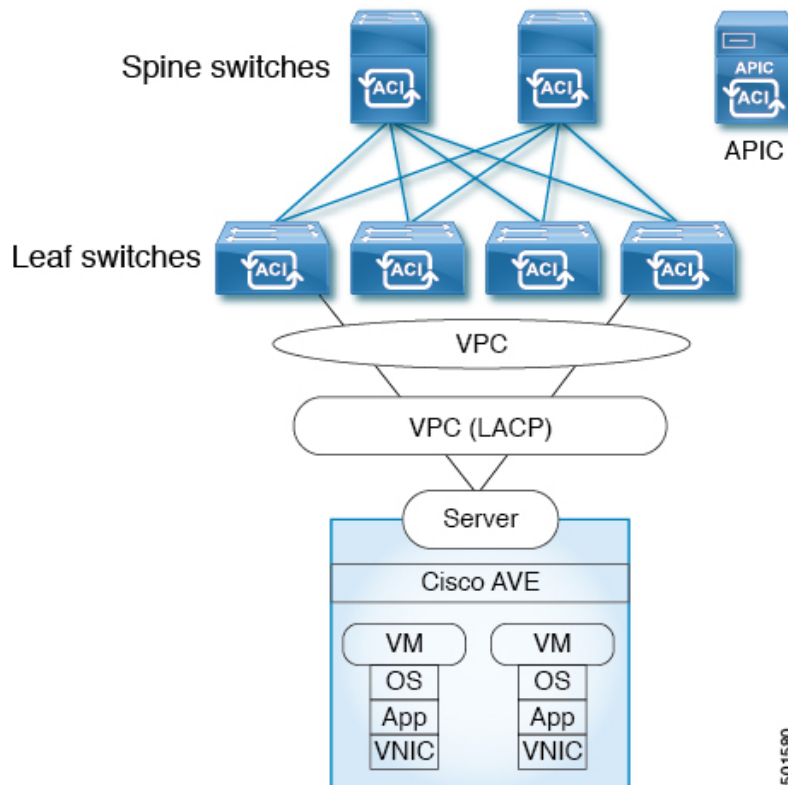 Spine switches
ACI
ACI
APIC
ACI
APIC
Leaf switches
ACI
ACI
ACI
ACI
VPC
VPC (LACP)
Server
Cisco AVE
VM
VM
OS
OS
App
App
VNIC
VNIC
501580